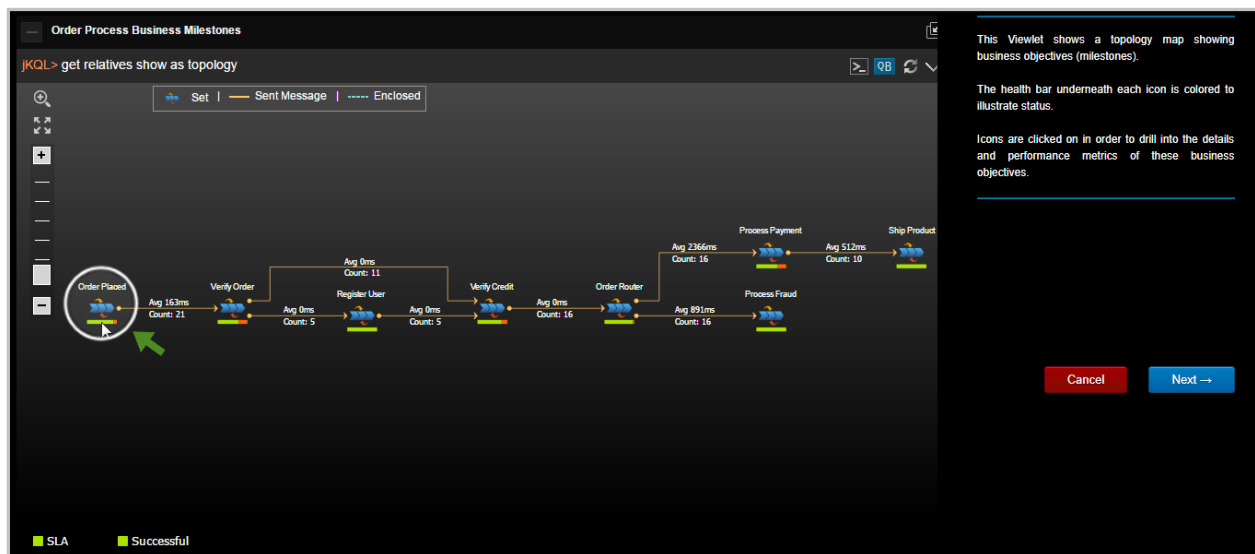 Order Process Business Milestones
jKQL> get relatives show as topology
QB
Set | Sent Message | Enclosed
This Viewlet shows a topology map showing
business objectives (milestones).
The health bar underneath each icon is colored to
illustrate status.
Icons are clicked on in order to drill into the details
and performance metrics of these business
objectives.
Order Placed
Avg 163ms
Count: 21
Verify Order
Avg 0ms
Count: 11
Avg 0ms
Count: 5
Register User
Avg 0ms
Count: 5
Verify Credit
Avg 0ms
Count: 16
Order Router
Avg 2366ms
Count: 16
Process Payment
Avg 512ms
Count: 10
Ship Product
Avg 891ms
Count: 16
Process Fraud
Cancel
Next →
SLA
Successful